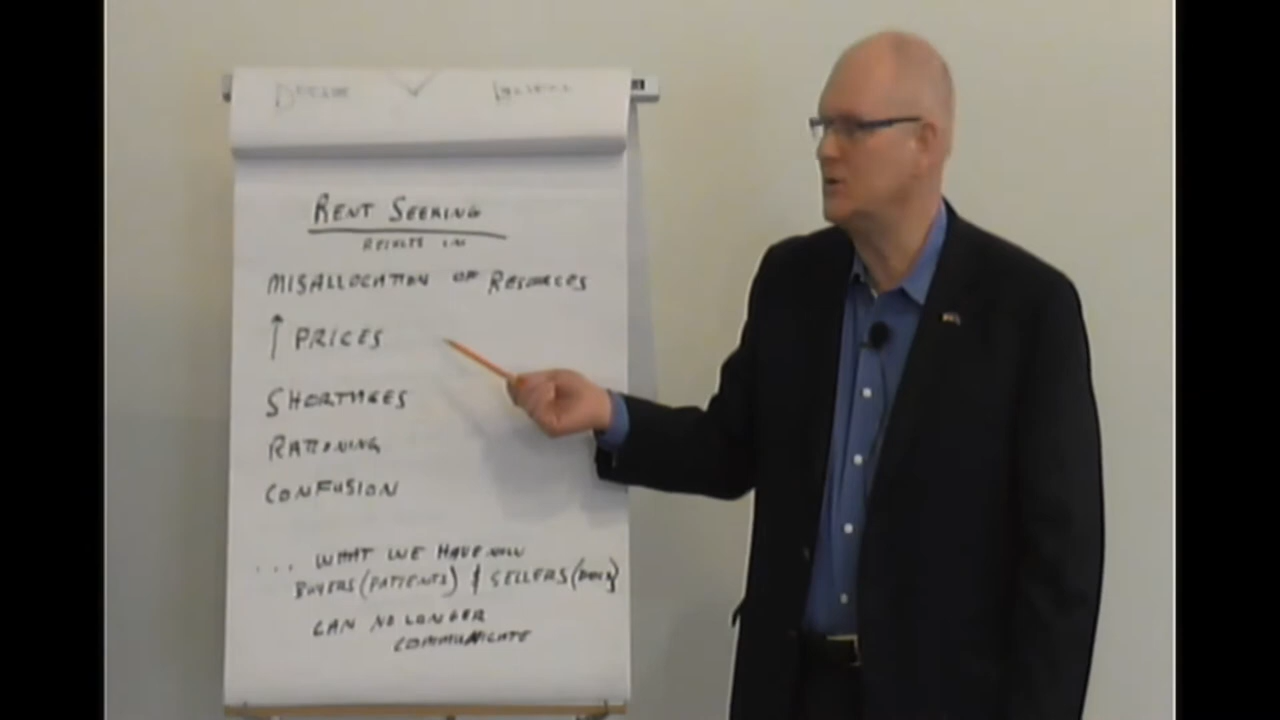 RENT SEEKING
RESULTS IN
MISALLOCATION OF RESOURCES
↑ PRICES
SHORTAGES
RATIONING
CONFUSION
... WHAT WE HAVE NOW
BUYERS (PATIENTS) & SELLERS (DOCS)
CAN NO LONGER
COMMUNICATE